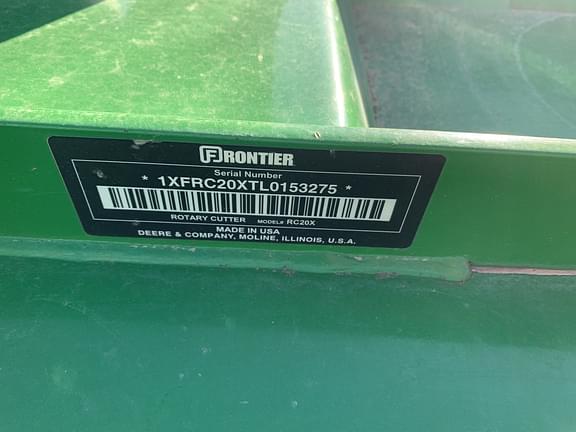 FRONTIER
Serial Number
* 1XFRC20XTL0153275 *
ROTARY CUTTER MODEL# RC20X
MADE IN USA
DEERE & COMPANY, MOLINE, ILLINOIS, U.S.A.